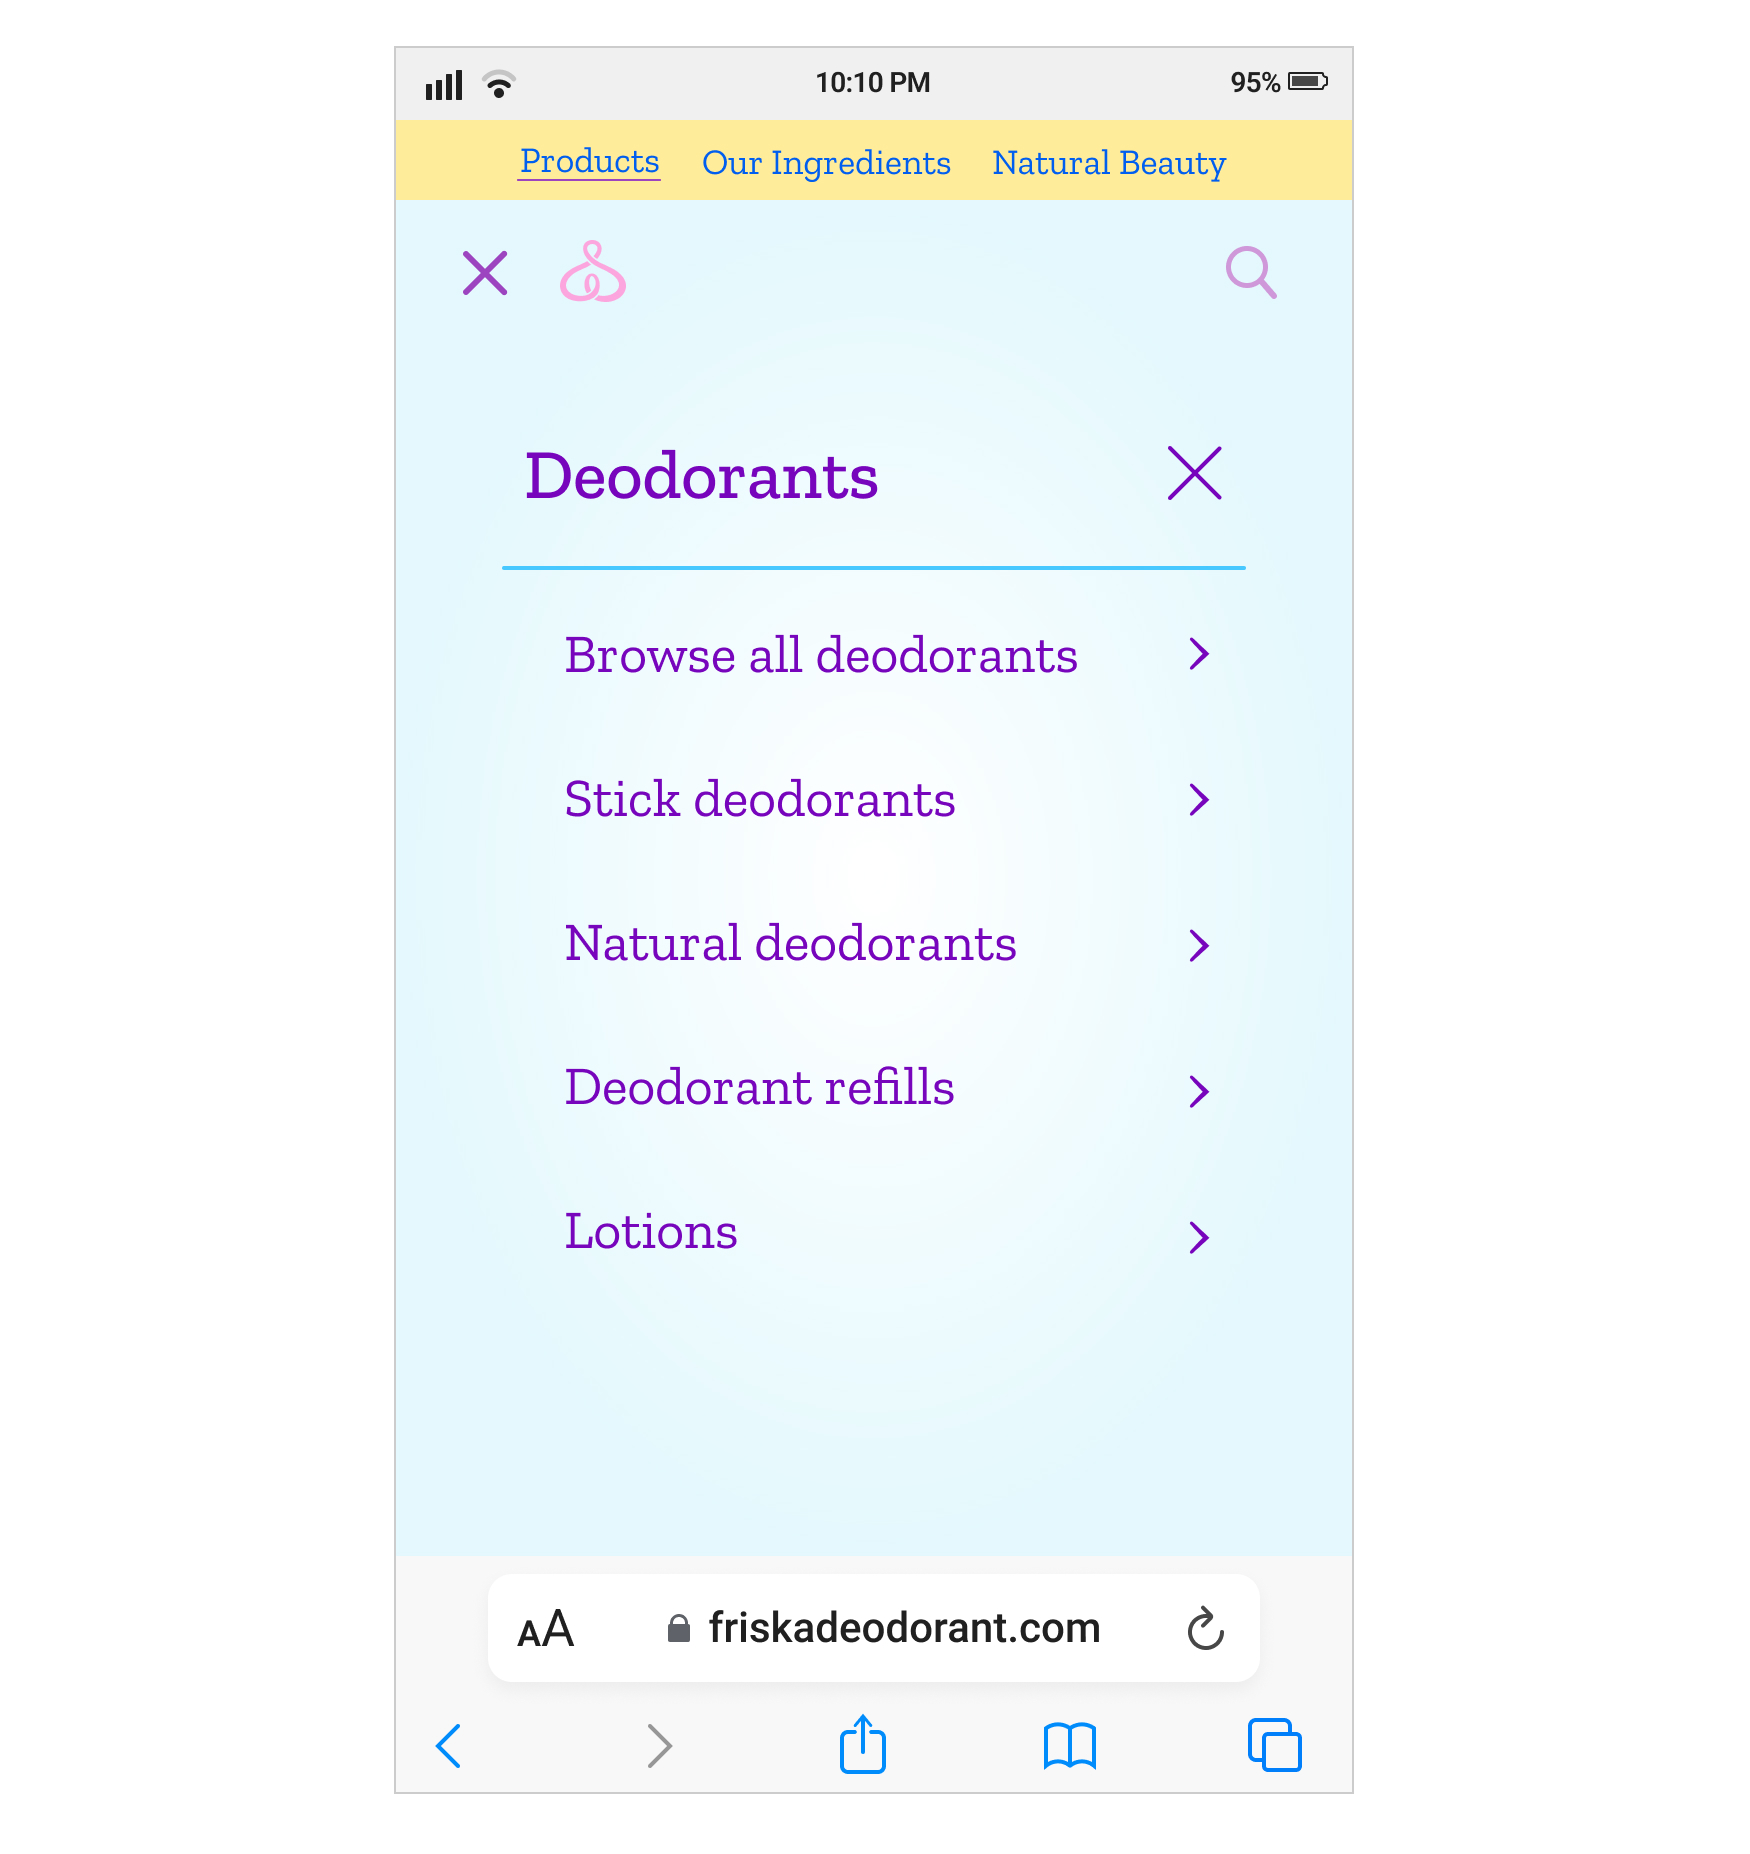 10:10 PM
95%
Products Our Ingredients Natural Beauty
Deodorants
Browse all deodorants
Stick deodorants
Natural deodorants
Deodorant refills
Lotions
AA friskadeodorant.com